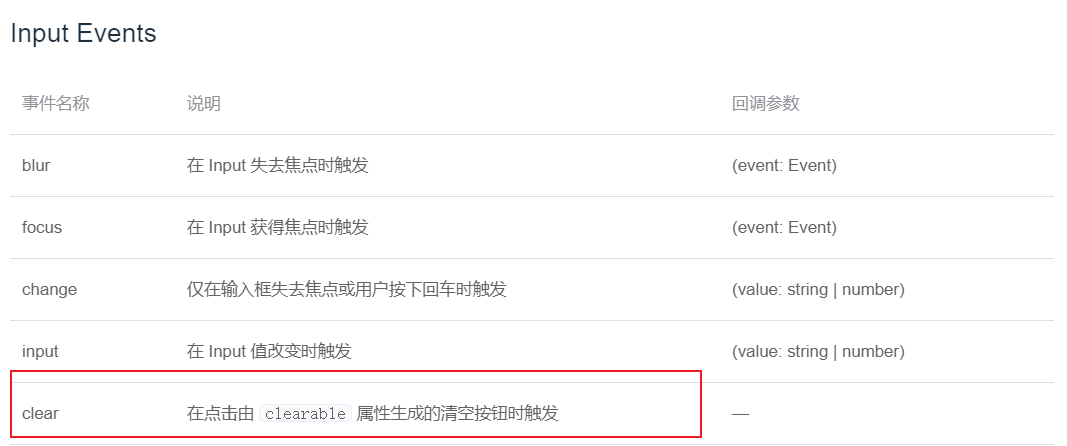 Input Events
事件名称 说明 回调参数
blur 在 Input 失去焦点时触发 (event: Event)
focus 在 Input 获得焦点时触发 (event: Event)
change 仅在输入框失去焦点或用户按下回车时触发 (value: string | number)
input 在 Input 值改变时触发 (value: string | number)
clear 在点击由 clearable 属性生成的清空按钮时触发 —